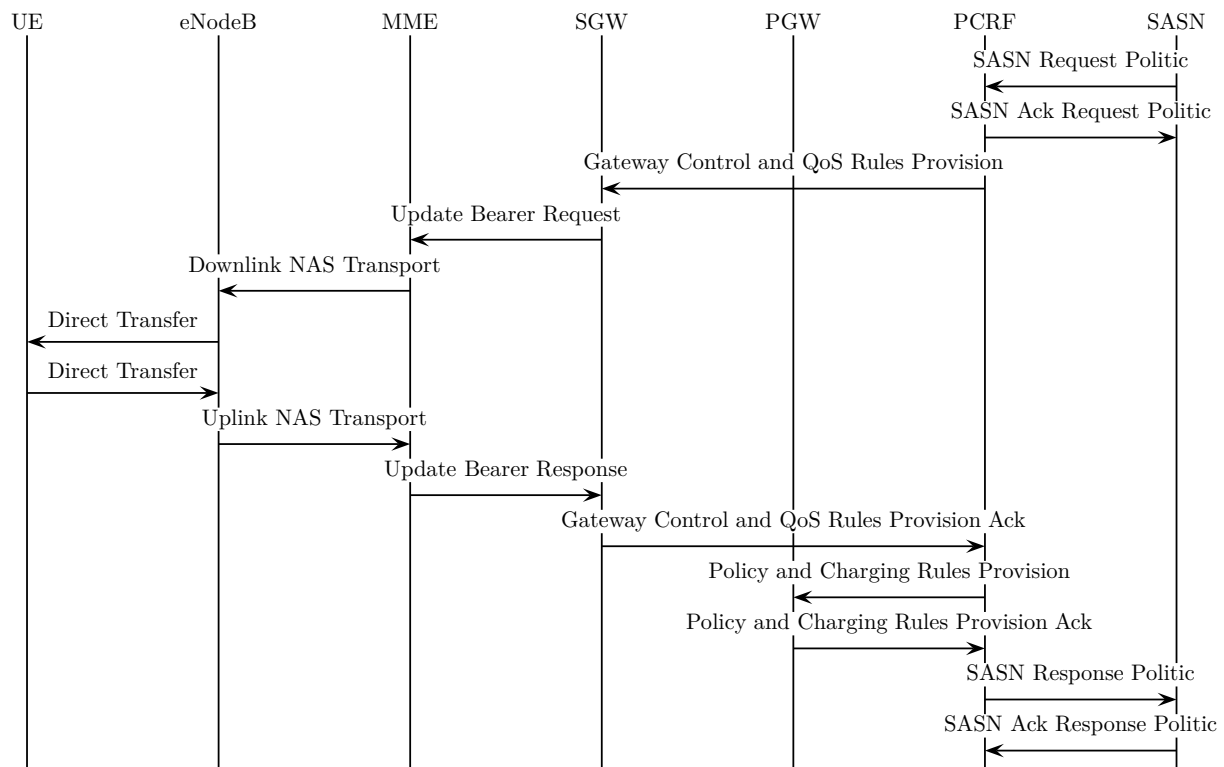 UE eNodeB MME SGW PGW PCRF SASN
SASN Request Politic
SASN Ack Request Politic
Gateway Control and QoS Rules Provision
Update Bearer Request
Downlink NAS Transport
Direct Transfer
Direct Transfer
Uplink NAS Transport
Update Bearer Response
Gateway Control and QoS Rules Provision Ack
Policy and Charging Rules Provision
Policy and Charging Rules Provision Ack
SASN Response Politic
SASN Ack Response Politic